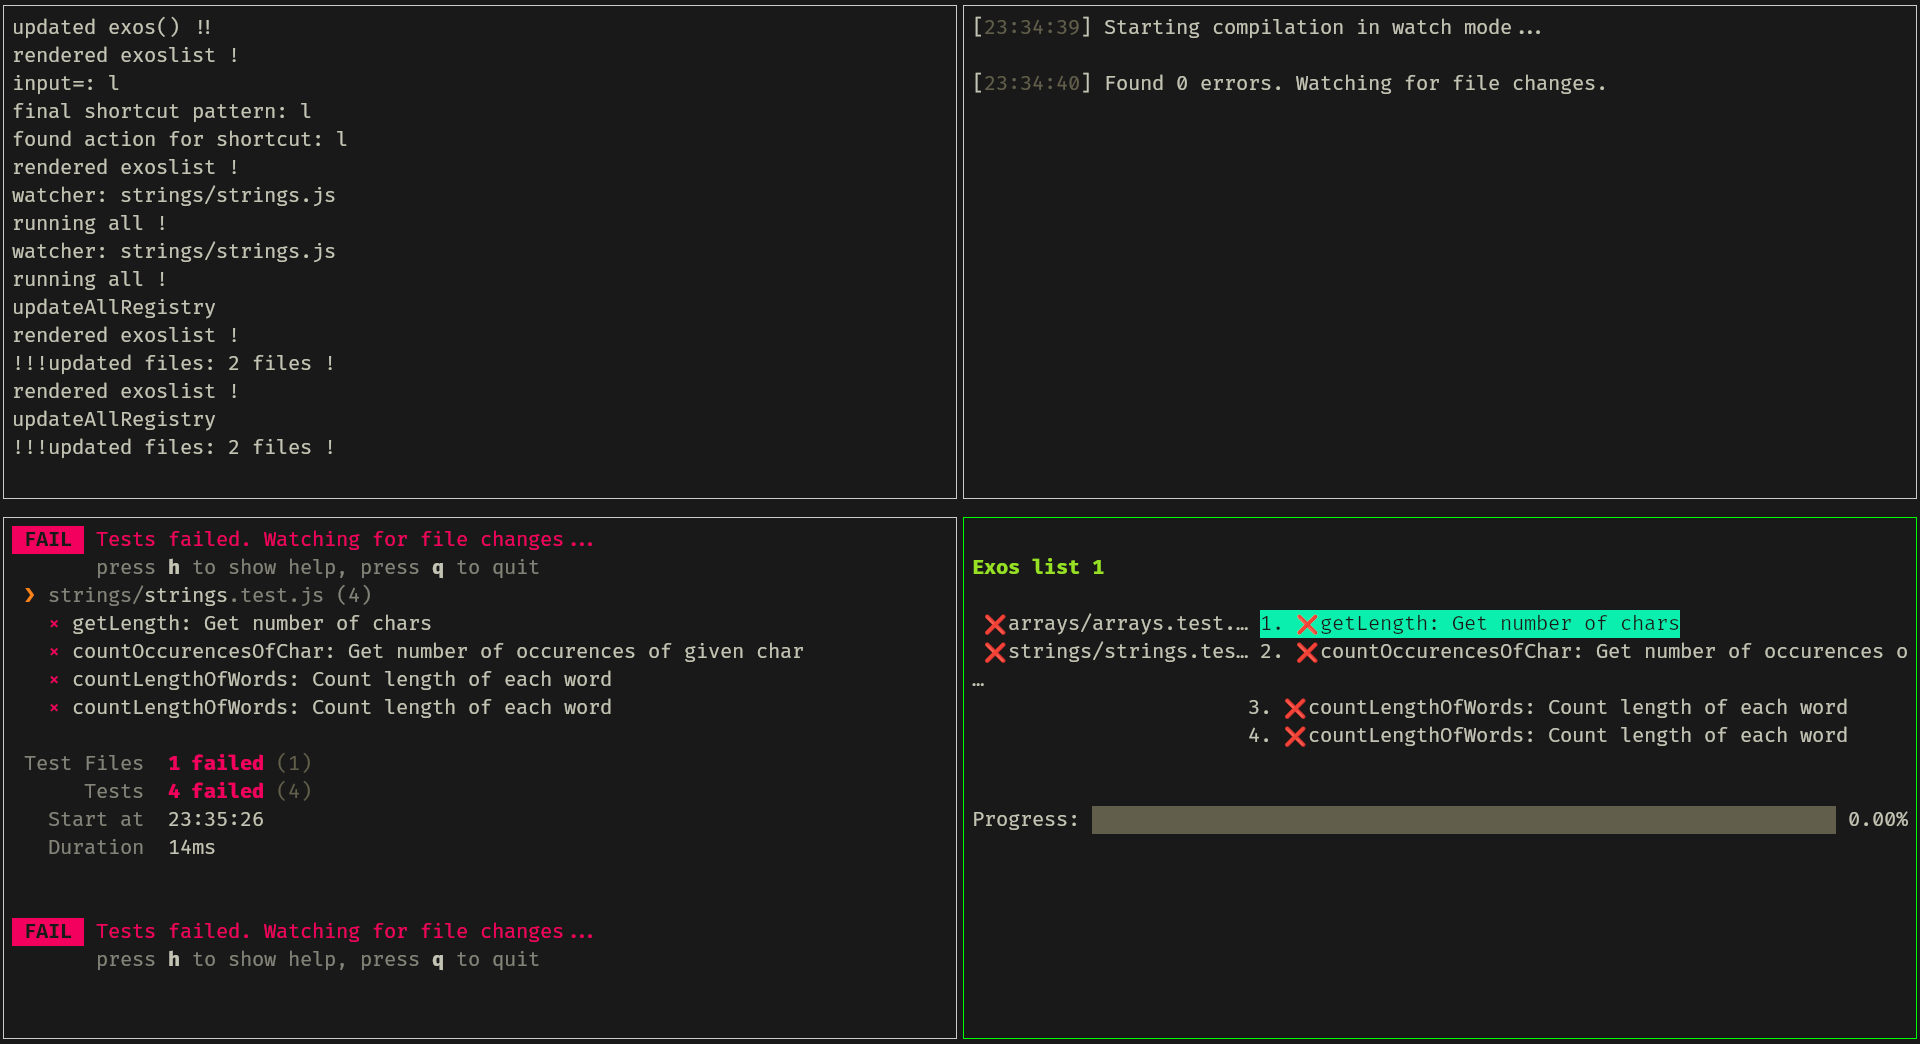 updated exos() !!
rendered exoslist !
input=: l
final shortcut pattern: l
found action for shortcut: l
rendered exoslist !
watcher: strings/strings.js
running all !
watcher: strings/strings.js
running all !
updateAllRegistry
rendered exoslist !
!!!updated files: 2 files !
rendered exoslist !
updateAllRegistry
!!!updated files: 2 files !
[23:34:39] Starting compilation in watch mode...
[23:34:40] Found 0 errors. Watching for file changes.
FAIL Tests failed. Watching for file changes...
press h to show help, press q to quit
❯ strings/strings.test.js (4)
× getLength: Get number of chars
× countOccurencesOfChar: Get number of occurences of given char
× countLengthOfWords: Count length of each word
× countLengthOfWords: Count length of each word
Test Files 1 failed (1)
Tests 4 failed (4)
Start at 23:35:26
Duration 14ms
FAIL Tests failed. Watching for file changes...
press h to show help, press q to quit
Exos list 1
❌arrays/arrays.test.… 1. ❌getLength: Get number of chars
❌strings/strings.tes… 2. ❌countOccurencesOfChar: Get number of occurences o
…
3. ❌countLengthOfWords: Count length of each word
4. ❌countLengthOfWords: Count length of each word
Progress: 0.00%